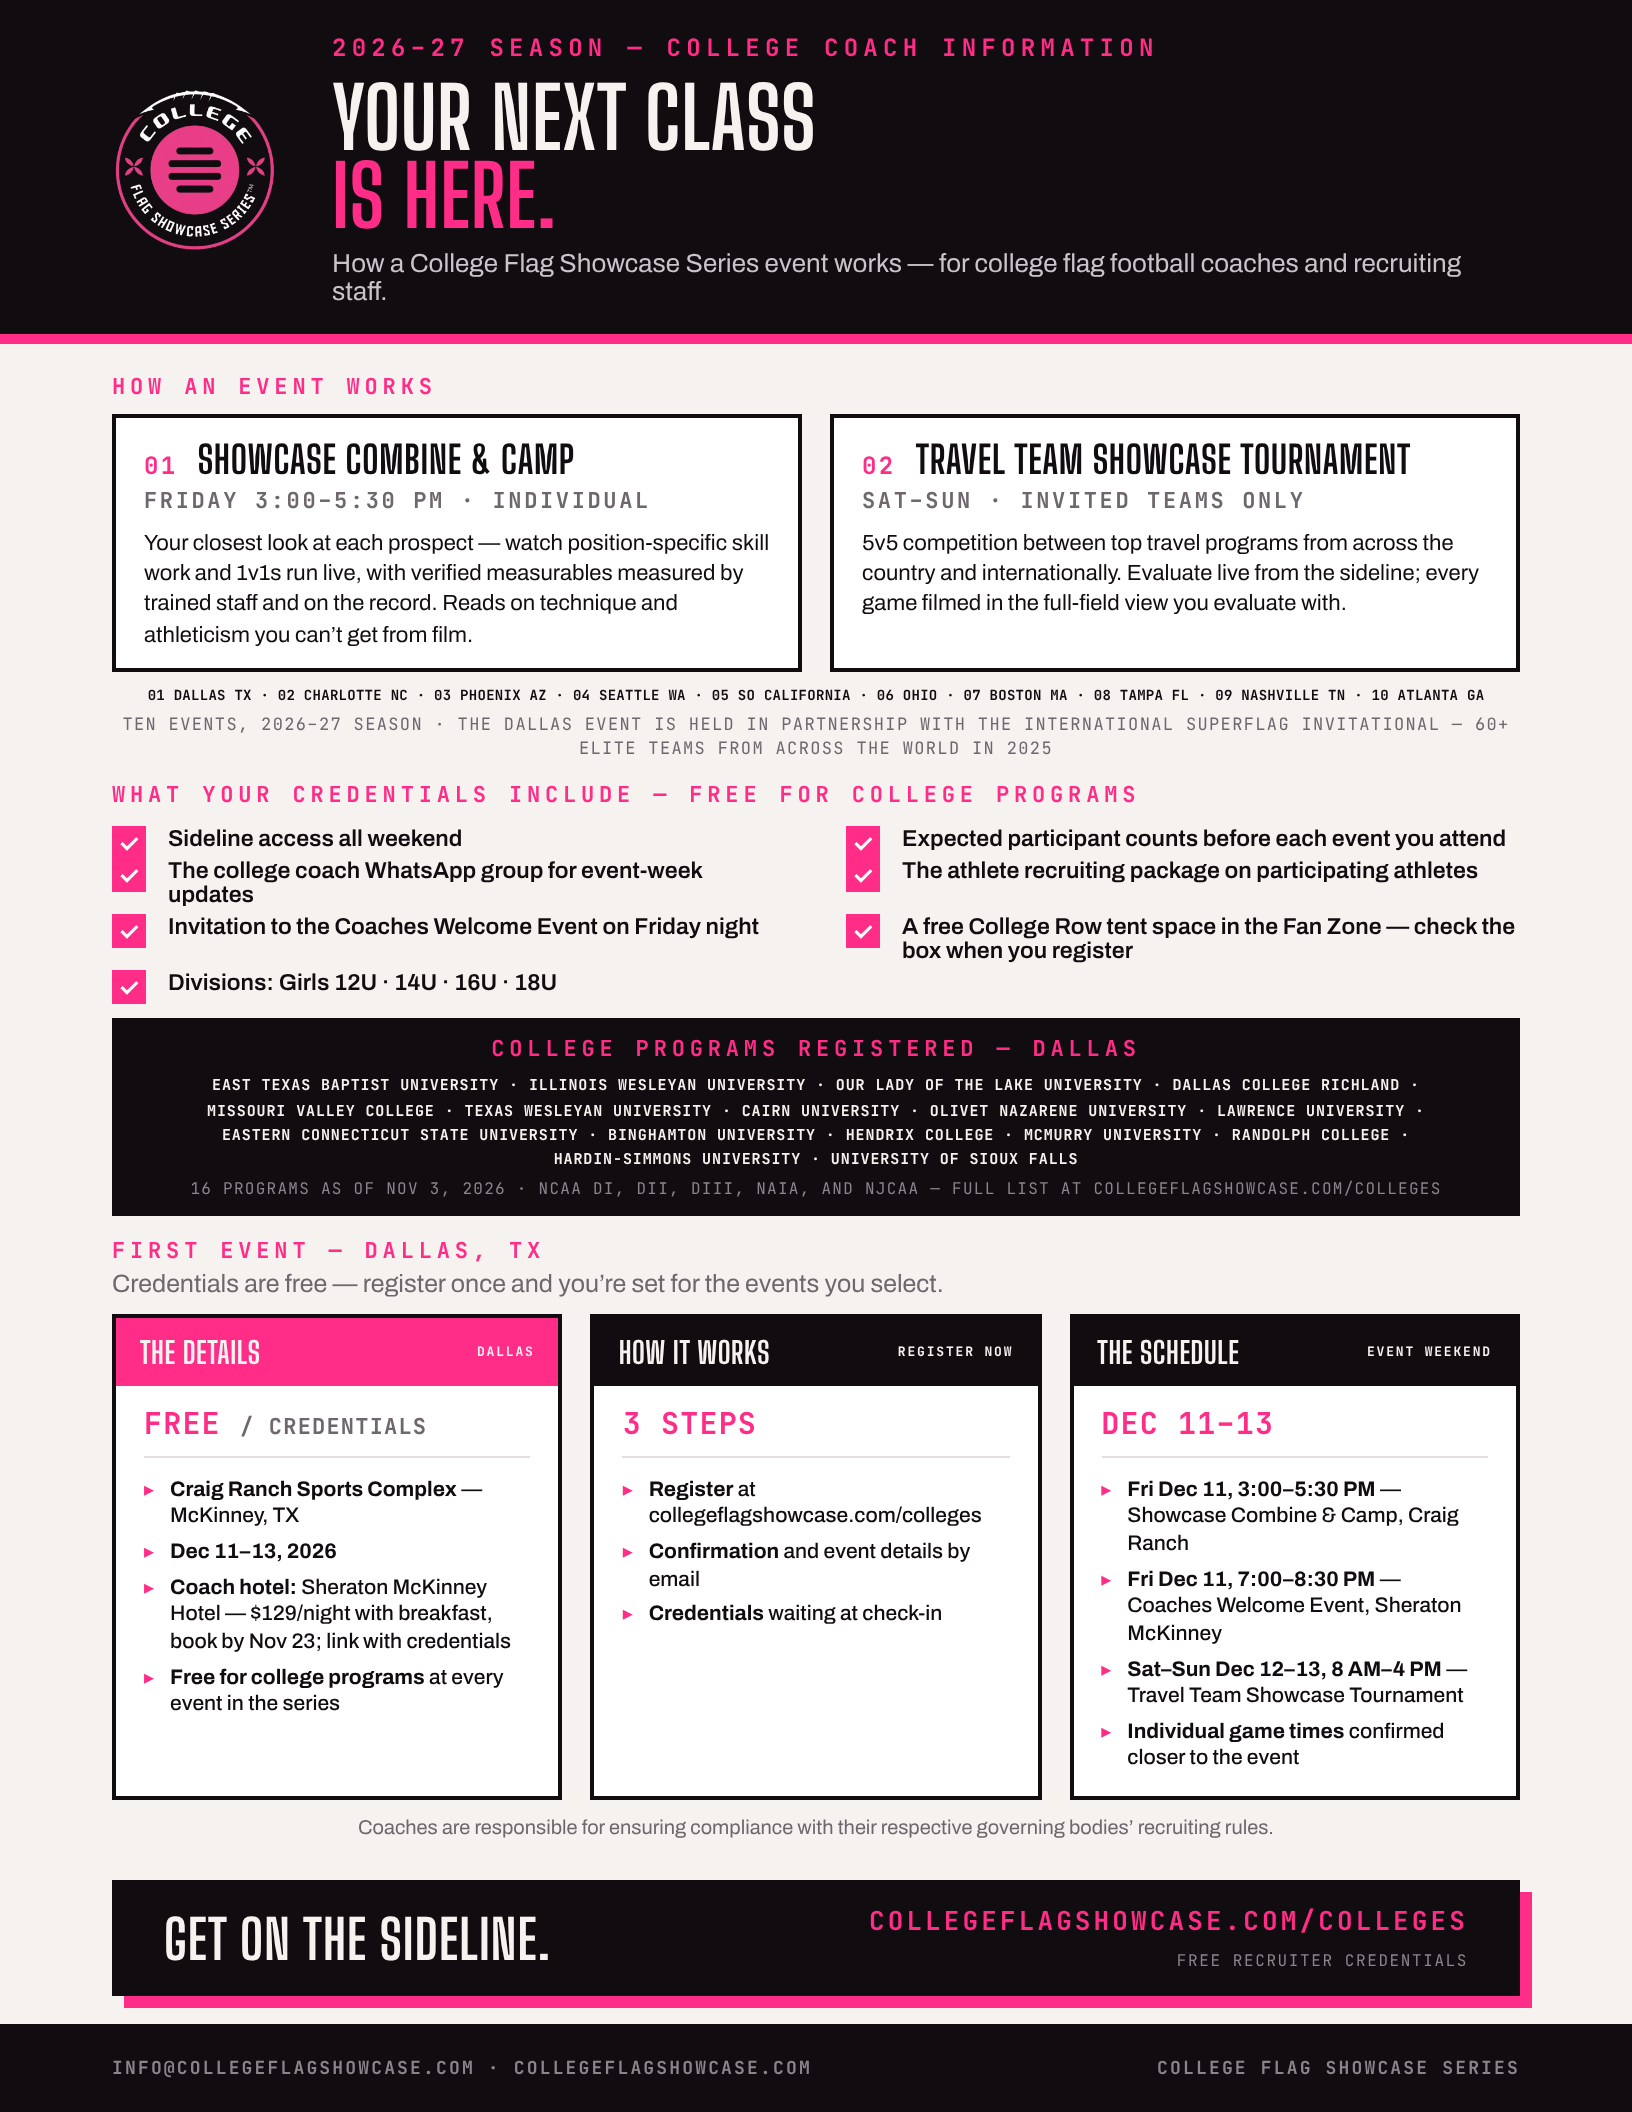 2026–27 SEASON — COLLEGE COACH INFORMATION
YOUR NEXT CLASS
IS HERE.
COLLEGE
FLAG SHOWCASE SERIES™
How a College Flag Showcase Series event works — for college flag football coaches and recruiting
staff.
HOW AN EVENT WORKS
01 SHOWCASE COMBINE & CAMP
FRIDAY 3:00–5:30 PM · INDIVIDUAL
Your closest look at each prospect — watch position-specific skill
work and 1v1s run live, with verified measurables measured by
trained staff and on the record. Reads on technique and
athleticism you can’t get from film.
02 TRAVEL TEAM SHOWCASE TOURNAMENT
SAT–SUN · INVITED TEAMS ONLY
5v5 competition between top travel programs from across the
country and internationally. Evaluate live from the sideline; every
game filmed in the full-field view you evaluate with.
01 DALLAS TX · 02 CHARLOTTE NC · 03 PHOENIX AZ · 04 SEATTLE WA · 05 SO CALIFORNIA · 06 OHIO · 07 BOSTON MA · 08 TAMPA FL · 09 NASHVILLE TN · 10 ATLANTA GA
TEN EVENTS, 2026–27 SEASON · THE DALLAS EVENT IS HELD IN PARTNERSHIP WITH THE INTERNATIONAL SUPERFLAG INVITATIONAL — 60+
ELITE TEAMS FROM ACROSS THE WORLD IN 2025
WHAT YOUR CREDENTIALS INCLUDE — FREE FOR COLLEGE PROGRAMS
Sideline access all weekend
Expected participant counts before each event you attend
The college coach WhatsApp group for event-week
updates
The athlete recruiting package on participating athletes
Invitation to the Coaches Welcome Event on Friday night
A free College Row tent space in the Fan Zone — check the
box when you register
Divisions: Girls 12U · 14U · 16U · 18U
COLLEGE PROGRAMS REGISTERED — DALLAS
EAST TEXAS BAPTIST UNIVERSITY · ILLINOIS WESLEYAN UNIVERSITY · OUR LADY OF THE LAKE UNIVERSITY · DALLAS COLLEGE RICHLAND ·
MISSOURI VALLEY COLLEGE · TEXAS WESLEYAN UNIVERSITY · CAIRN UNIVERSITY · OLIVET NAZARENE UNIVERSITY · LAWRENCE UNIVERSITY ·
EASTERN CONNECTICUT STATE UNIVERSITY · BINGHAMTON UNIVERSITY · HENDRIX COLLEGE · MCMURRY UNIVERSITY · RANDOLPH COLLEGE ·
HARDIN-SIMMONS UNIVERSITY · UNIVERSITY OF SIOUX FALLS
16 PROGRAMS AS OF NOV 3, 2026 · NCAA DI, DII, DIII, NAIA, AND NJCAA — FULL LIST AT COLLEGEFLAGSHOWCASE.COM/COLLEGES
FIRST EVENT — DALLAS, TX
Credentials are free — register once and you’re set for the events you select.
THE DETAILS DALLAS
FREE / CREDENTIALS
▸ Craig Ranch Sports Complex —
McKinney, TX
▸ Dec 11–13, 2026
▸ Coach hotel: Sheraton McKinney
Hotel — $129/night with breakfast,
book by Nov 23; link with credentials
▸ Free for college programs at every
event in the series
HOW IT WORKS REGISTER NOW
3 STEPS
▸ Register at
collegeflagshowcase.com/colleges
▸ Confirmation and event details by
email
▸ Credentials waiting at check-in
THE SCHEDULE EVENT WEEKEND
DEC 11–13
▸ Fri Dec 11, 3:00–5:30 PM —
Showcase Combine & Camp, Craig
Ranch
▸ Fri Dec 11, 7:00–8:30 PM —
Coaches Welcome Event, Sheraton
McKinney
▸ Sat–Sun Dec 12–13, 8 AM–4 PM —
Travel Team Showcase Tournament
▸ Individual game times confirmed
closer to the event
Coaches are responsible for ensuring compliance with their respective governing bodies’ recruiting rules.
GET ON THE SIDELINE.
COLLEGEFLAGSHOWCASE.COM/COLLEGES
FREE RECRUITER CREDENTIALS
INFO@COLLEGEFLAGSHOWCASE.COM · COLLEGEFLAGSHOWCASE.COM
COLLEGE FLAG SHOWCASE SERIES